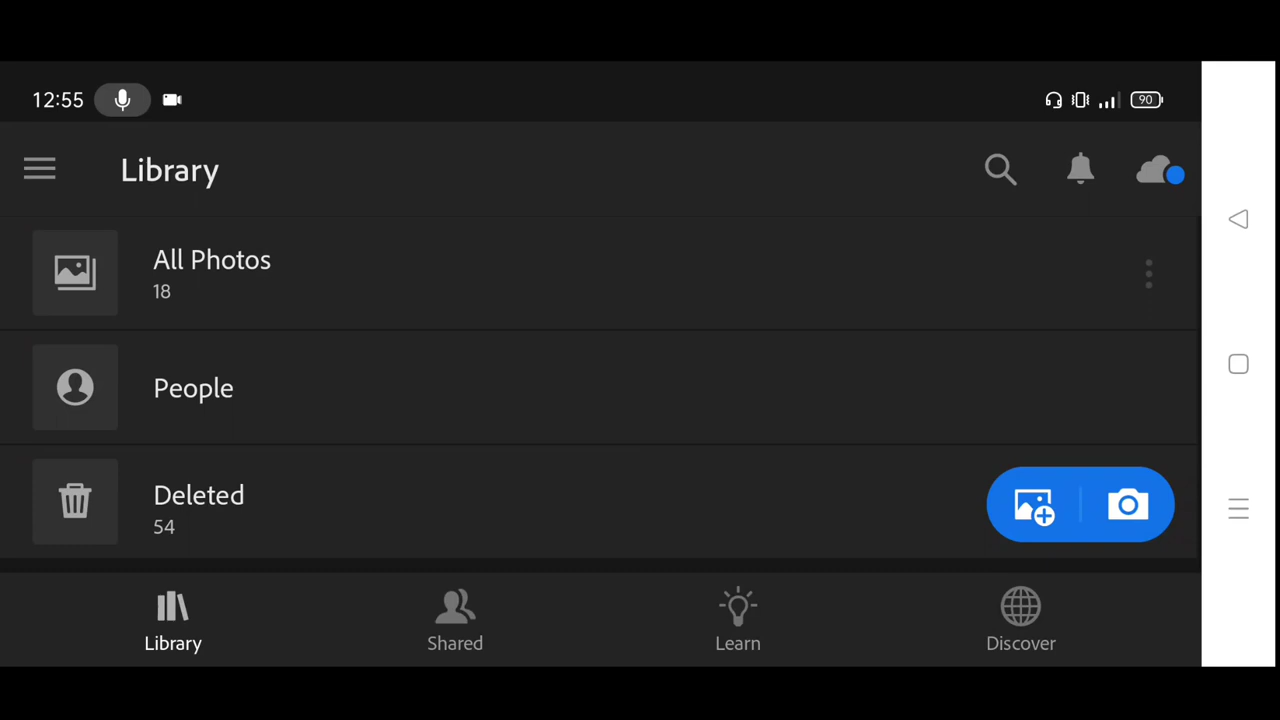 12:55
90
Library
All Photos
18
People
Deleted
54
Library
Shared
Learn
Discover